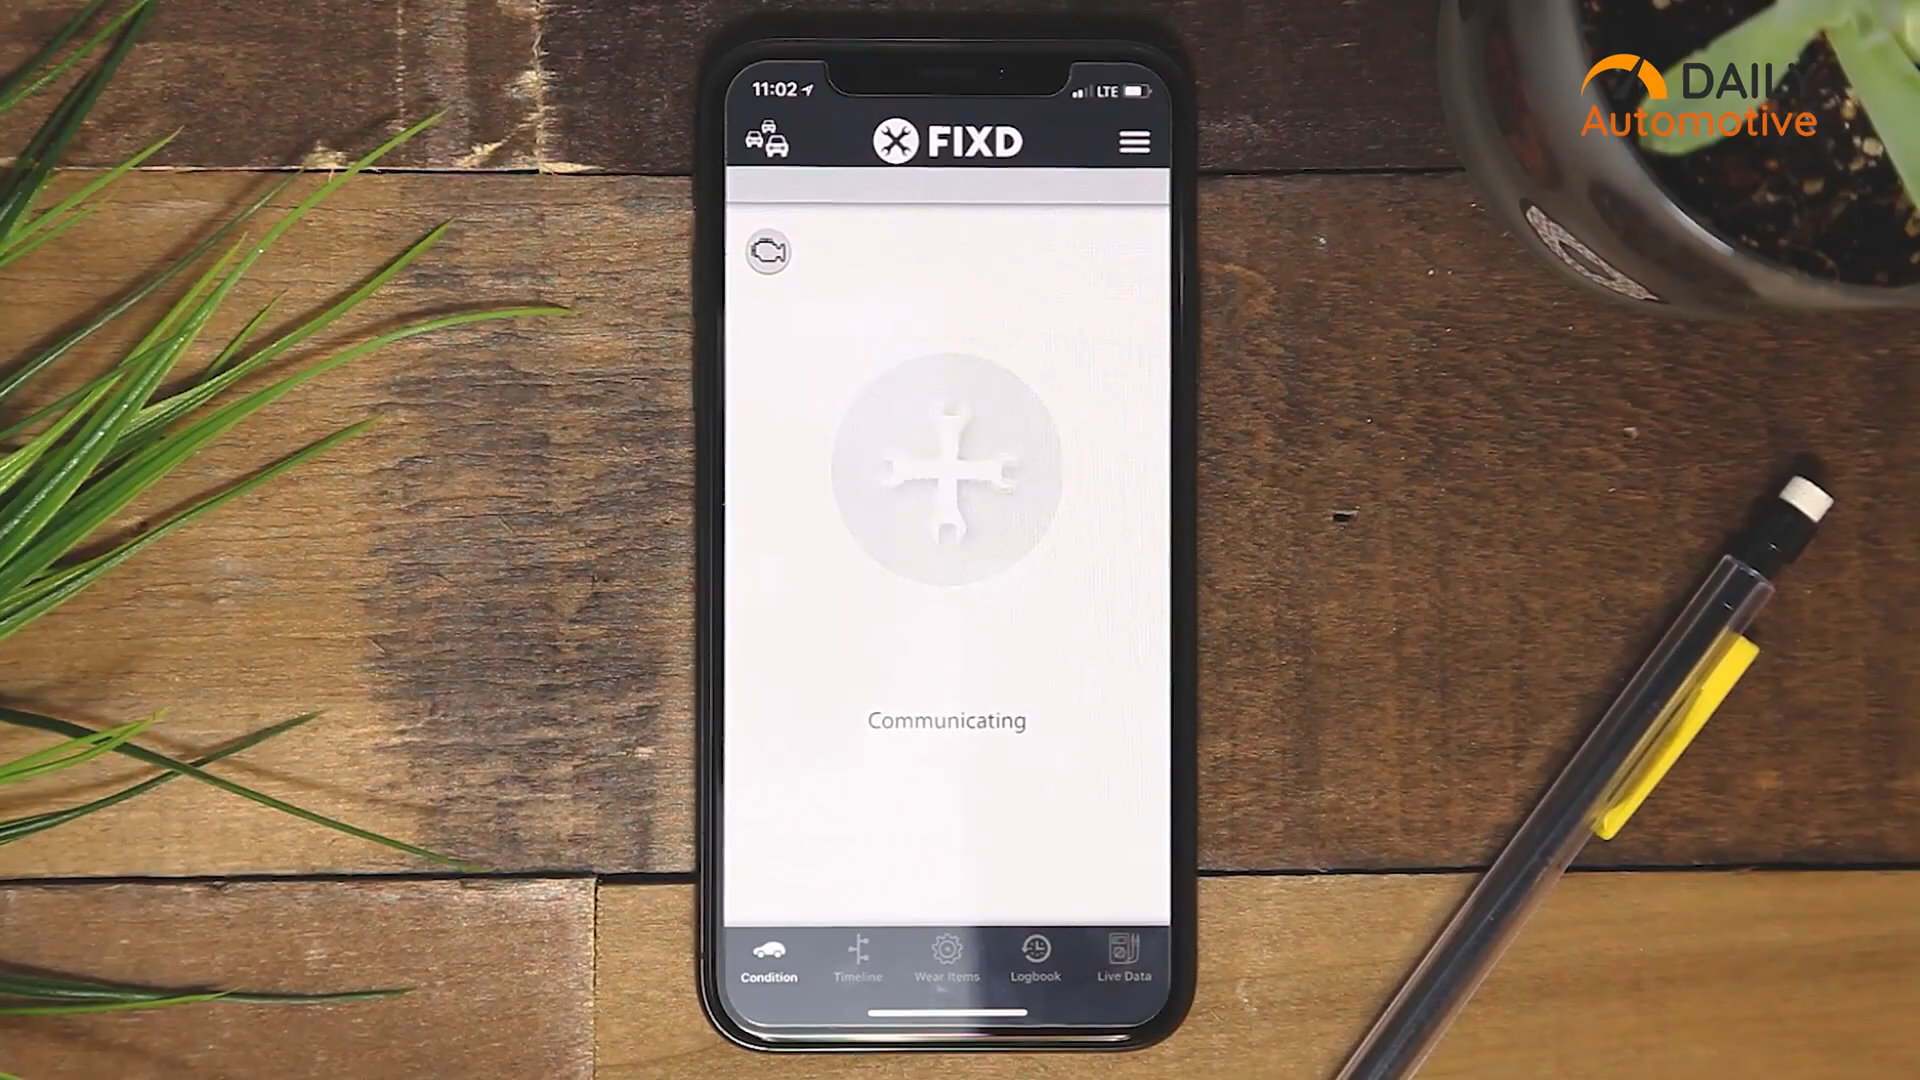 11:02
LTE
FIXD
DAILY
Automotive
Communicating
Condition
Timeline
Wear Items
Logbook
Live Data